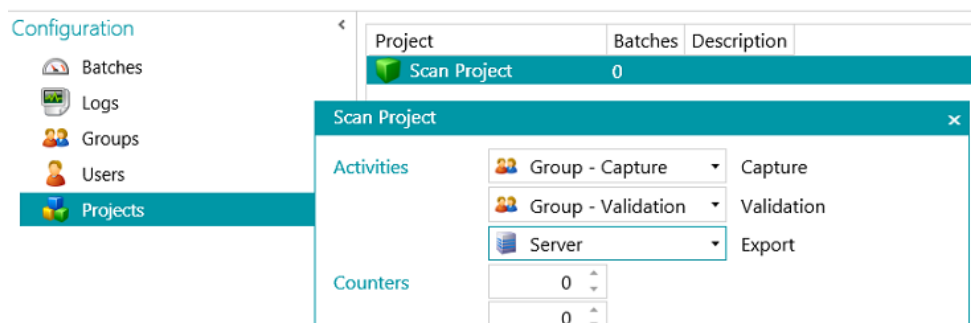 Configuration
Batches
Logs
Groups
Users
Projects
Project Batches Description
Scan Project 0
Scan Project
Activities Group - Capture Capture
Group - Validation Validation
Server Export
Counters 0
0